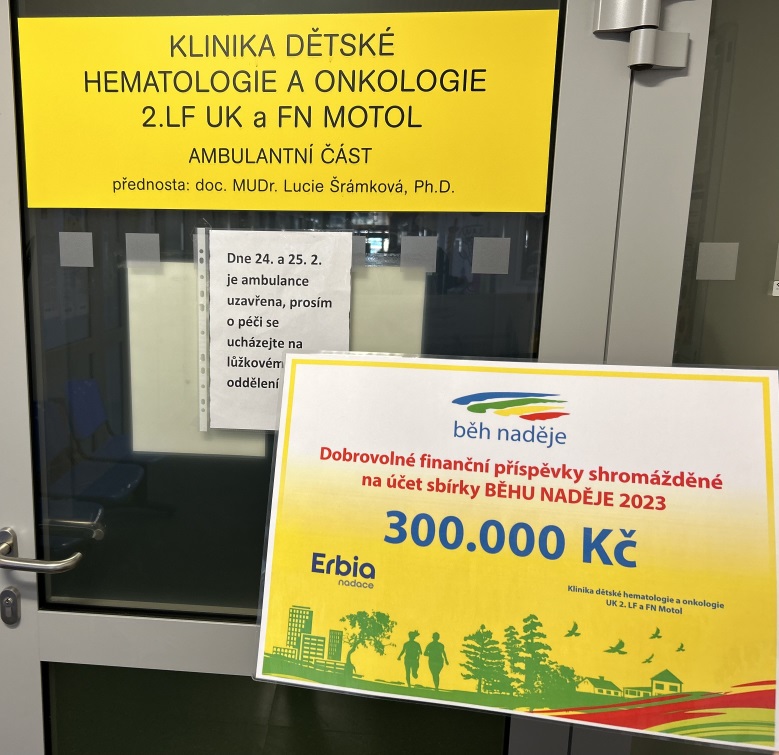 KLINIKA DĚTSKÉ
HEMATOLOGIE A ONKOLOGIE
2.LF UK a FN MOTOL
AMBULANTNÍ ČÁST
přednosta: doc. MUDr. Lucie Šrámková, Ph.D.
Dne 24. a 25. 2.
je ambulance
uzavřena, prosím
o péči se
ucházejte na
lůžkovém
oddělení
běh naděje
Dobrovolné finanční příspěvky shromážděné
na účet sbírky BĚHU NADĚJE 2023
300.000 Kč
Erbia
nadace
Klinika dětské hematologie a onkologie
UK 2. LF a FN Motol